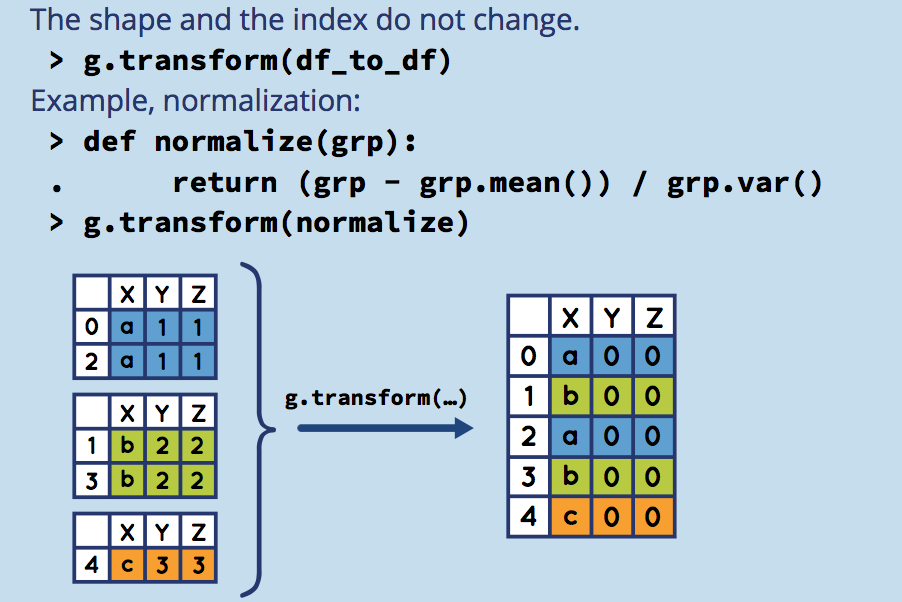 The shape and the index do not change.
> g.transform(df_to_df)
Example, normalization:
> def normalize(grp):
.     return (grp - grp.mean()) / grp.var()
> g.transform(normalize)
X Y Z
0 a 1 1
2 a 1 1
X Y Z
1 b 2 2
3 b 2 2
X Y Z
4 c 3 3
g.transform(…)
X Y Z
0 a 0 0
1 b 0 0
2 a 0 0
3 b 0 0
4 c 0 0